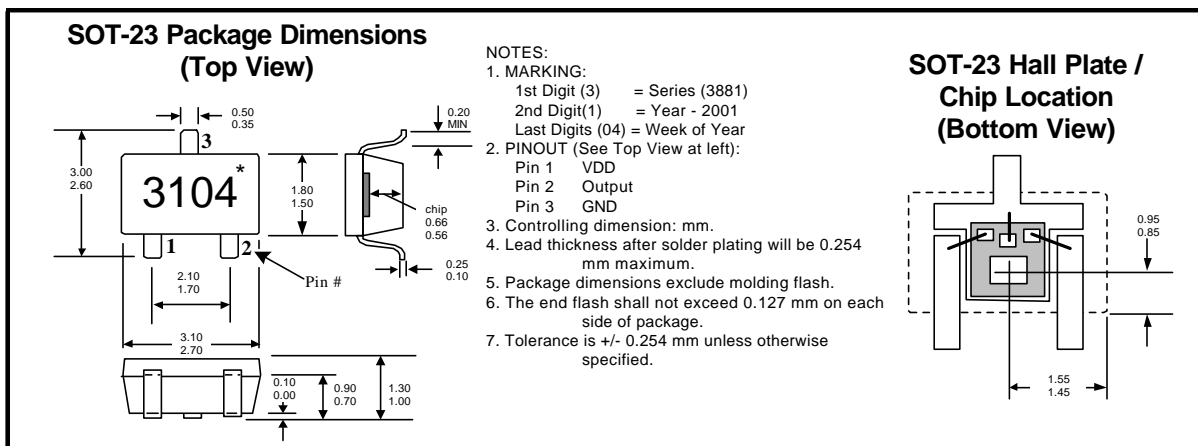 SOT-23 Package Dimensions
(Top View)
0.50
0.35
3
3.00
2.60
3104*
1
2
Pin #
2.10
1.70
3.10
2.70
1.80
1.50
0.20
MIN
chip
0.66
0.56
0.25
0.10
0.10
0.00
0.90
0.70
1.30
1.00
NOTES:
1. MARKING:
1st Digit (3) = Series (3881)
2nd Digit(1) = Year - 2001
Last Digits (04) = Week of Year
2. PINOUT (See Top View at left):
Pin 1 VDD
Pin 2 Output
Pin 3 GND
3. Controlling dimension: mm.
4. Lead thickness after solder plating will be 0.254
mm maximum.
5. Package dimensions exclude molding flash.
6. The end flash shall not exceed 0.127 mm on each
side of package.
7. Tolerance is +/- 0.254 mm unless otherwise
specified.
SOT-23 Hall Plate /
Chip Location
(Bottom View)
0.95
0.85
1.55
1.45